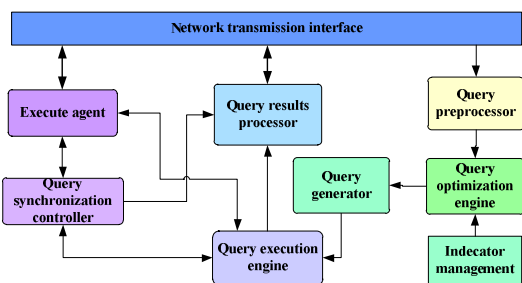 Network transmission interface
Execute agent
Query results
processor
Query
preprocessor
Query
synchronization
controller
Query
generator
Query
optimization
engine
Query execution
engine
Indecator
management